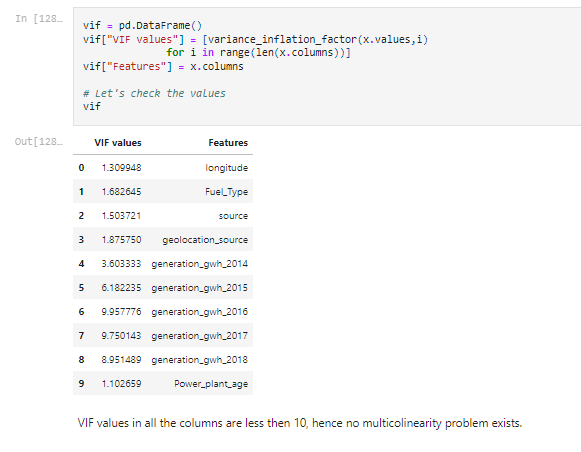 In [128…
vif = pd.DataFrame()
vif["VIF values"] = [variance_inflation_factor(x.values,i)
for i in range(len(x.columns))]
vif["Features"] = x.columns
# Let's check the values
vif
Out[128…
VIF values Features
0 1.309948 longitude
1 1.682645 Fuel_Type
2 1.503721 source
3 1.875750 geolocation_source
4 3.603333 generation_gwh_2014
5 6.182235 generation_gwh_2015
6 9.957776 generation_gwh_2016
7 9.750143 generation_gwh_2017
8 8.951489 generation_gwh_2018
9 1.102659 Power_plant_age
VIF values in all the columns are less then 10, hence no multicolinearity problem exists.